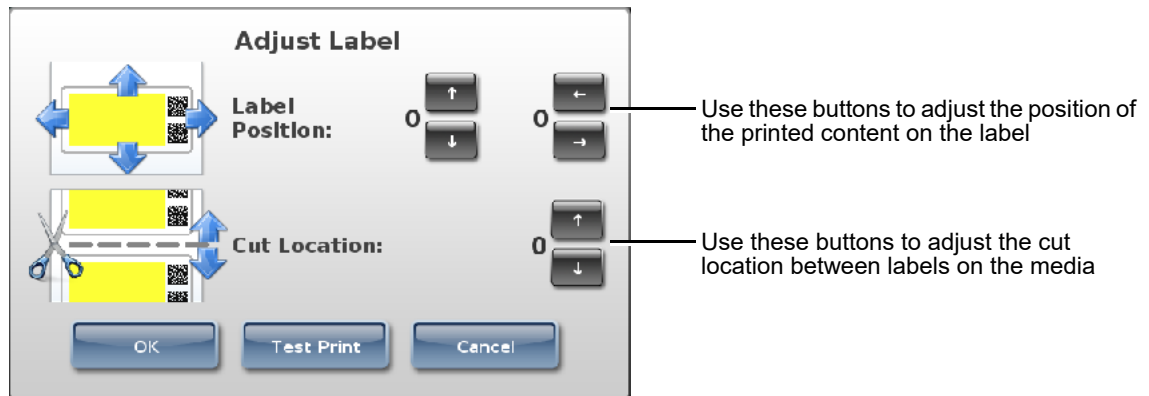 Adjust Label
Label
Position:
0
↑
↓
0
←
→
Use these buttons to adjust the position of
the printed content on the label
Cut Location:
0
↑
↓
Use these buttons to adjust the cut
location between labels on the media
OK
Test Print
Cancel